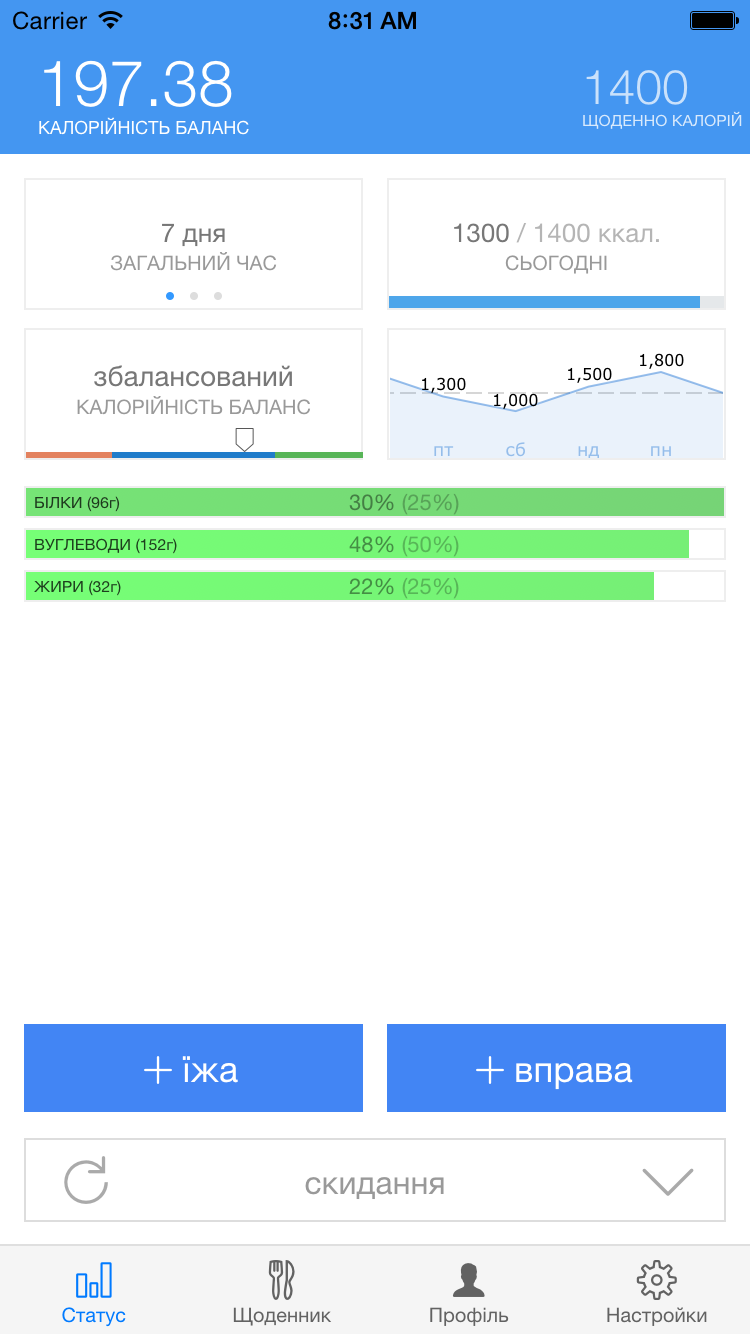 Carrier 8:31 AM
197.38
КАЛОРІЙНІСТЬ БАЛАНС
1400
ЩОДЕННО КАЛОРІЙ
7 дня
ЗАГАЛЬНИЙ ЧАС
1300 / 1400 ккал.
СЬОГОДНІ
збалансований
КАЛОРІЙНІСТЬ БАЛАНС
1,300 1,000 1,500 1,800
пт сб нд пн
БІЛКИ (96г) 30% (25%)
ВУГЛЕВОДИ (152г) 48% (50%)
ЖИРИ (32г) 22% (25%)
+ їжа
+ вправа
скидання
Статус Щоденник Профіль Настройки